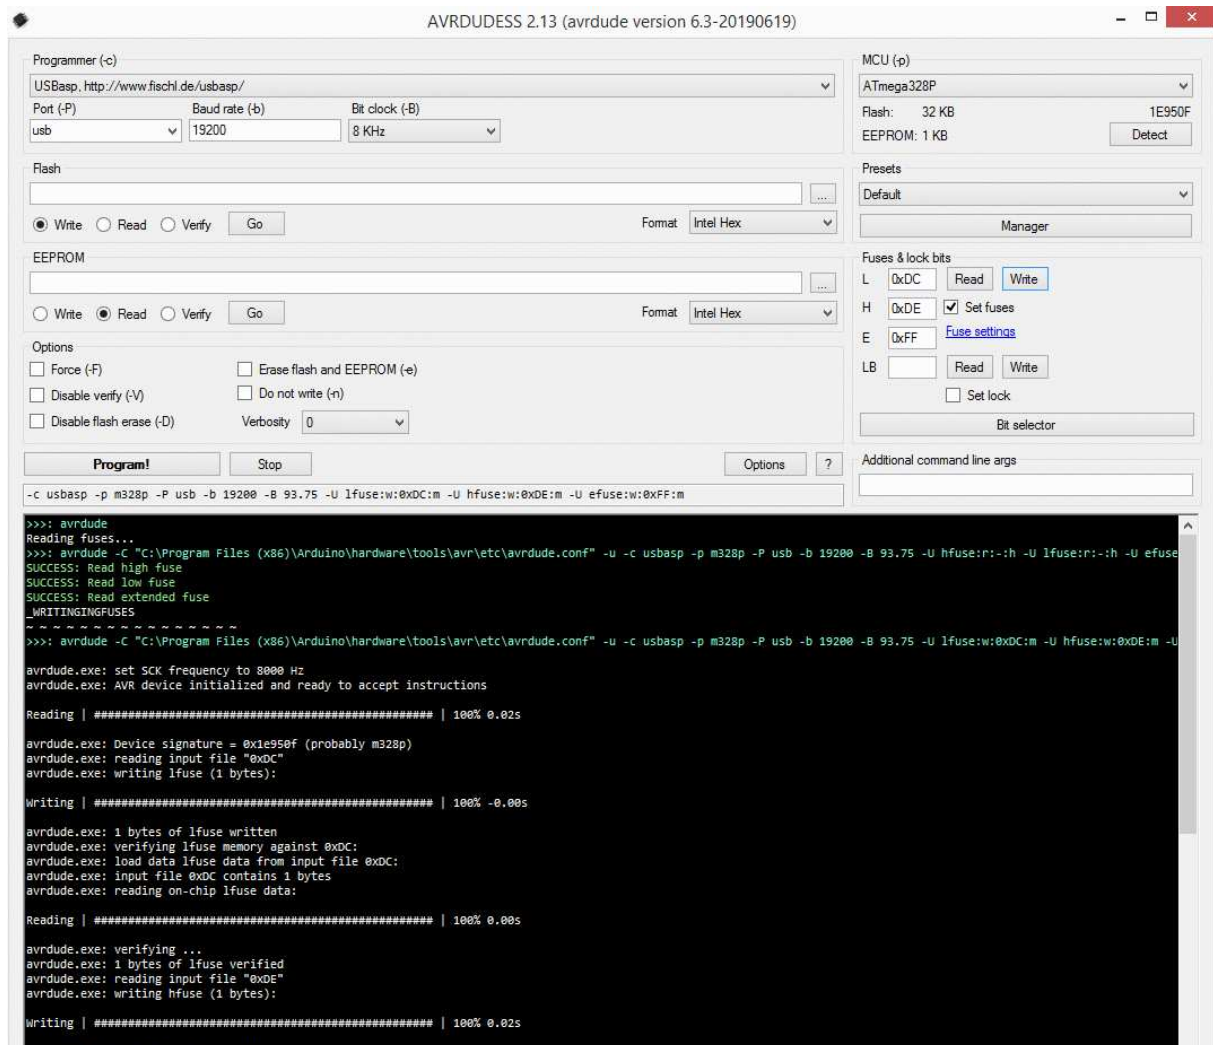 AVRDUDESS 2.13 (avrdude version 6.3-20190619)
Programmer (-c)
USBasp, http://www.fischl.de/usbasp/
Port (-P) Baud rate (-b) Bit clock (-B)
usb 19200 8 KHz
MCU (-p)
ATmega328P
Flash: 32 KB 1E950F
EEPROM: 1 KB Detect
Flash
...
Write Read Verify Go Format Intel Hex
Presets
Default
Manager
EEPROM
...
Write Read Verify Go Format Intel Hex
Fuses & lock bits
L 0xDC Read Write
H 0xDE Set fuses
E 0xFF Fuse settings
LB Read Write
Set lock
Bit selector
Options
Force (-F) Erase flash and EEPROM (-e)
Disable verify (-V) Do not write (-n)
Disable flash erase (-D) Verbosity 0
Program! Stop Options ?
Additional command line args
-c usbasp -p m328p -P usb -b 19200 -B 93.75 -U lfuse:w:0xDC:m -U hfuse:w:0xDE:m -U efuse:w:0xFF:m
>>>: avrdude
Reading fuses...
>>>: avrdude -C "C:\Program Files (x86)\Arduino\hardware\tools\avr\etc\avrdude.conf" -u -c usbasp -p m328p -P usb -b 19200 -B 93.75 -U hfuse:r:-:h -U lfuse:r:-:h -U efuse
SUCCESS: Read high fuse
SUCCESS: Read low fuse
SUCCESS: Read extended fuse
_WRITINGINGFUSES
~ ~ ~ ~ ~ ~ ~ ~ ~ ~ ~ ~ ~ ~ ~ ~
>>>: avrdude -C "C:\Program Files (x86)\Arduino\hardware\tools\avr\etc\avrdude.conf" -u -c usbasp -p m328p -P usb -b 19200 -B 93.75 -U lfuse:w:0xDC:m -U hfuse:w:0xDE:m -U
avrdude.exe: set SCK frequency to 8000 Hz
avrdude.exe: AVR device initialized and ready to accept instructions
Reading | ################################################## | 100% 0.02s
avrdude.exe: Device signature = 0x1e950f (probably m328p)
avrdude.exe: reading input file "0xDC"
avrdude.exe: writing lfuse (1 bytes):
Writing | ################################################## | 100% -0.00s
avrdude.exe: 1 bytes of lfuse written
avrdude.exe: verifying lfuse memory against 0xDC:
avrdude.exe: load data lfuse data from input file 0xDC:
avrdude.exe: input file 0xDC contains 1 bytes
avrdude.exe: reading on-chip lfuse data:
Reading | ################################################## | 100% 0.00s
avrdude.exe: verifying ...
avrdude.exe: 1 bytes of lfuse verified
avrdude.exe: reading input file "0xDE"
avrdude.exe: writing hfuse (1 bytes):
Writing | ################################################## | 100% 0.02s